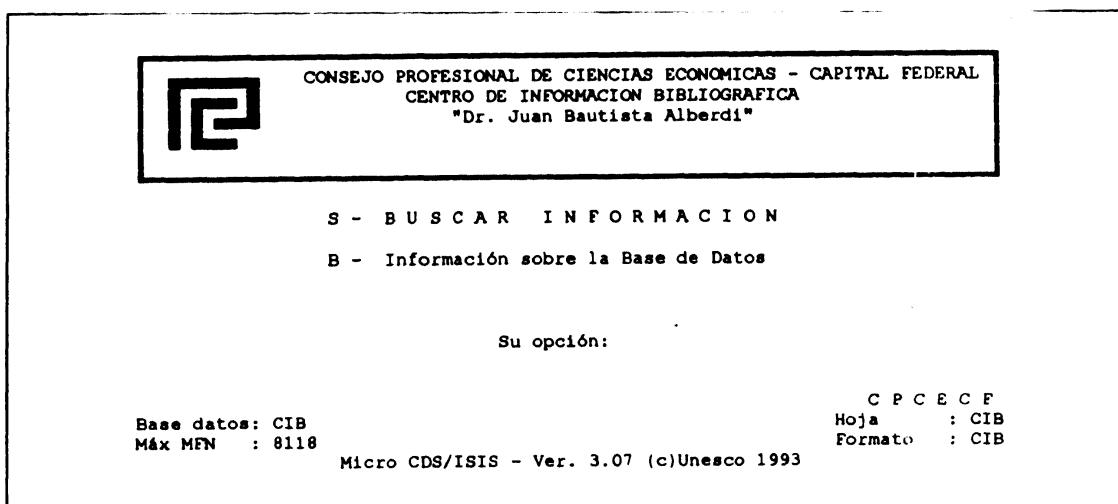 CONSEJO PROFESIONAL DE CIENCIAS ECONOMICAS - CAPITAL FEDERAL
CENTRO DE INFORMACION BIBLIOGRAFICA
"Dr. Juan Bautista Alberdi"
S - B U S C A R I N F O R M A C I O N
B - Información sobre la Base de Datos
Su opción:
C P C E C F
Base datos: CIB
Hoja : CIB
Máx MFN : 8118
Formato : CIB
Micro CDS/ISIS - Ver. 3.07 (c)Unesco 1993